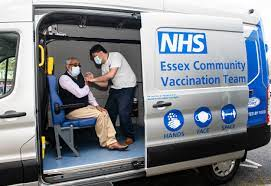 NHS
Essex Community
Vaccination Team
HANDS
FACE
SPACE